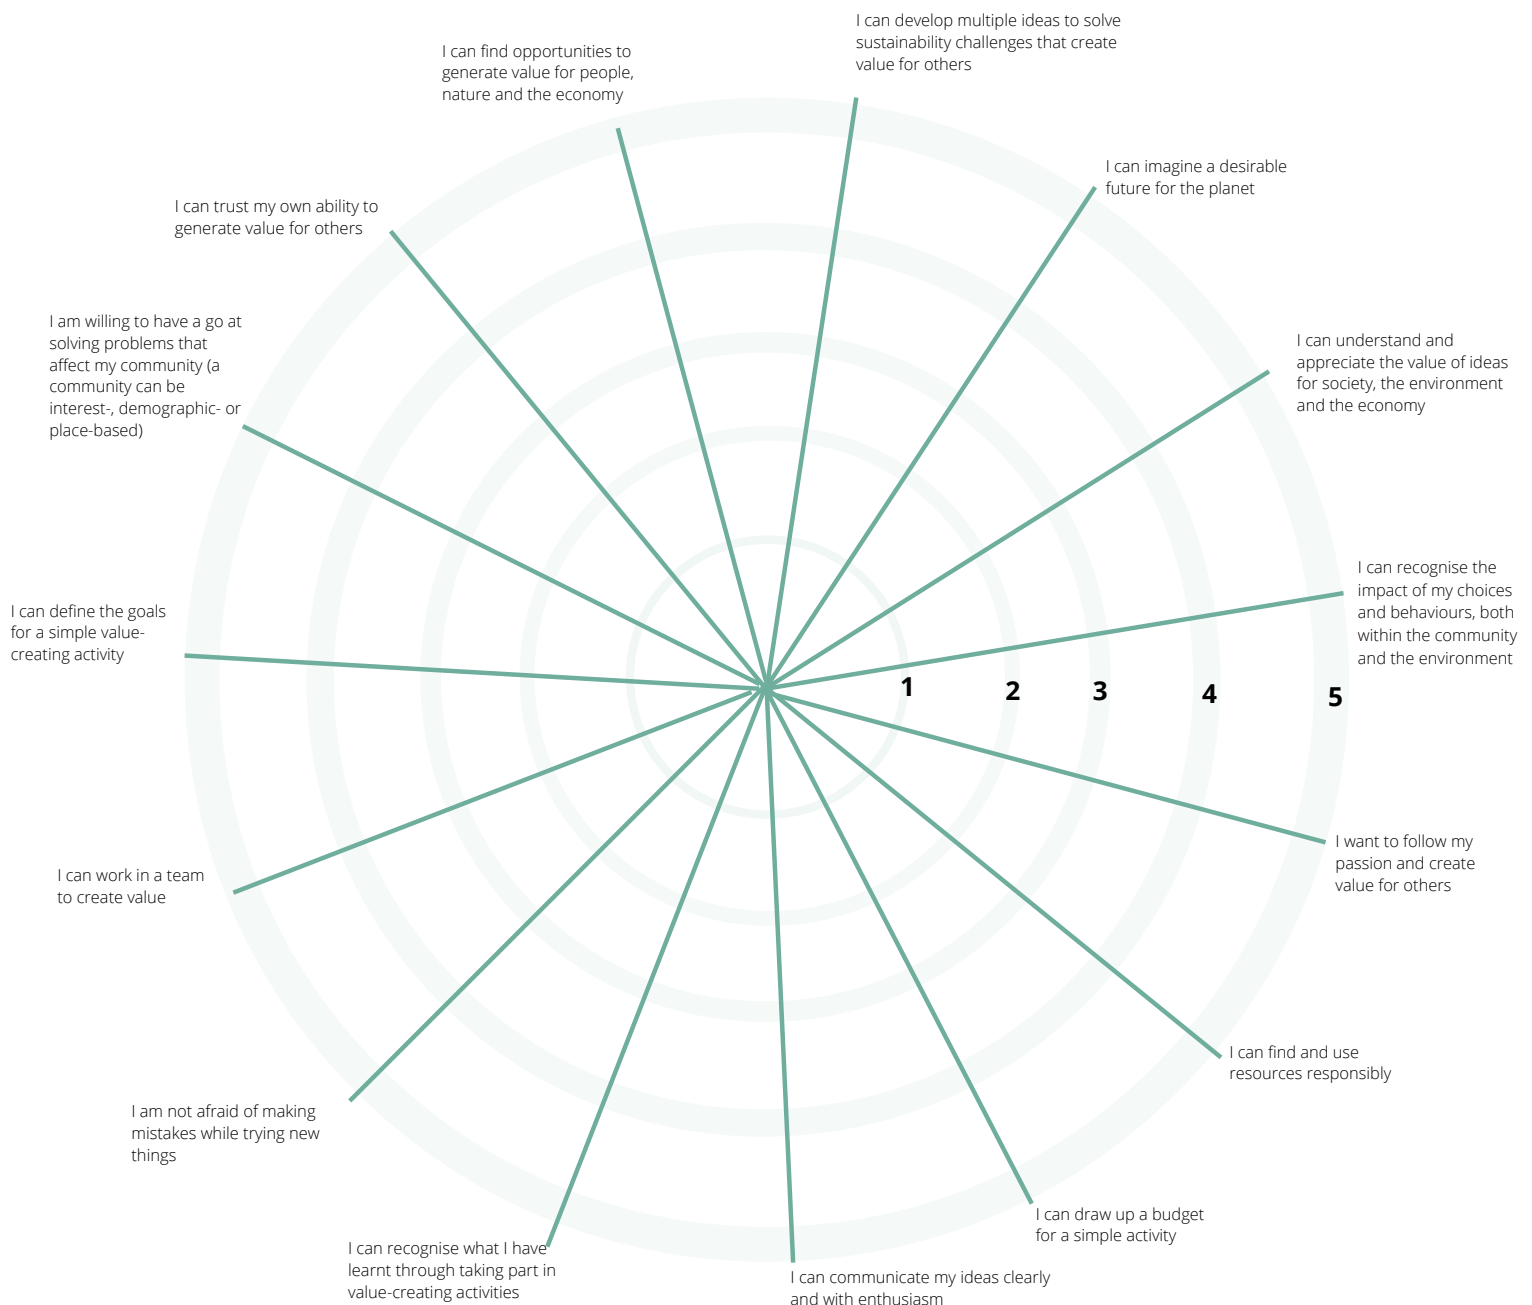 I can develop multiple ideas to solve
sustainability challenges that create
value for others
I can find opportunities to
generate value for people,
nature and the economy
I can imagine a desirable
future for the planet
I can trust my own ability to
generate value for others
I am willing to have a go at
solving problems that
affect my community (a
community can be
interest-, demographic- or
place-based)
I can understand and
appreciate the value of ideas
for society, the environment
and the economy
I can recognise the
impact of my choices
and behaviours, both
within the community
and the environment
I can define the goals
for a simple value-
creating activity
1 2 3 4 5
I want to follow my
passion and create
value for others
I can work in a team
to create value
I can find and use
resources responsibly
I am not afraid of making
mistakes while trying new
things
I can draw up a budget
for a simple activity
I can recognise what I have
learnt through taking part in
value-creating activities
I can communicate my ideas clearly
and with enthusiasm